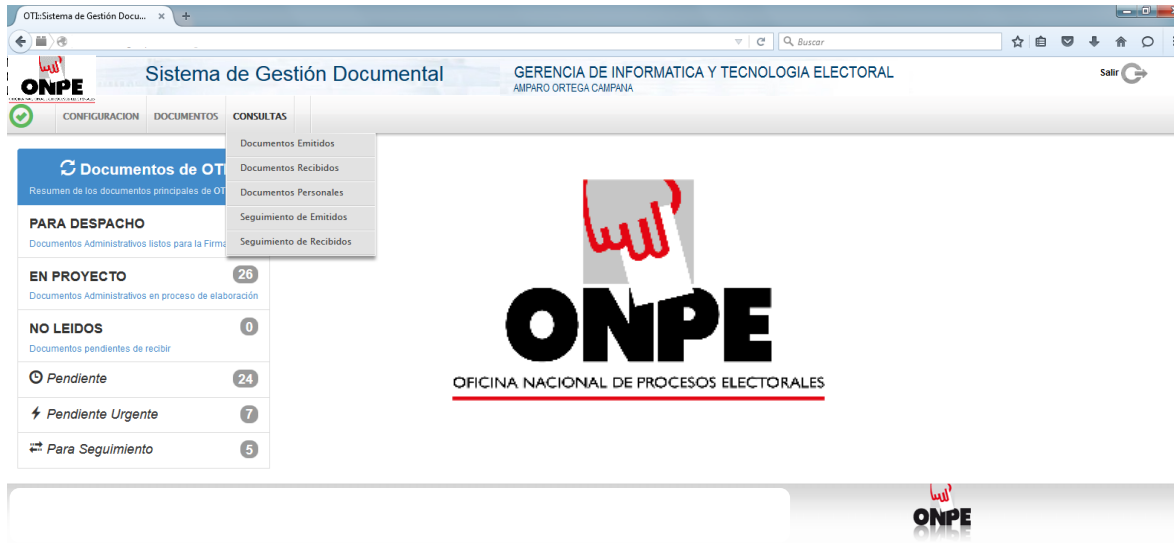 OTI::Sistema de Gestión Docu...
Buscar
ONPE
Sistema de Gestión Documental
GERENCIA DE INFORMATICA Y TECNOLOGIA ELECTORAL
AMPARO ORTEGA CAMPANA
Salir
CONFIGURACION DOCUMENTOS CONSULTAS
Documentos Emitidos
Documentos Recibidos
Documentos Personales
Seguimiento de Emitidos
Seguimiento de Recibidos
Documentos de OTI
Resumen de los documentos principales de OT
PARA DESPACHO
Documentos Administrativos listos para la Firma
EN PROYECTO 26
Documentos Administrativos en proceso de elaboración
NO LEIDOS 0
Documentos pendientes de recibir
Pendiente 24
Pendiente Urgente 7
Para Seguimiento 5
ONPE
OFICINA NACIONAL DE PROCESOS ELECTORALES
ONPE